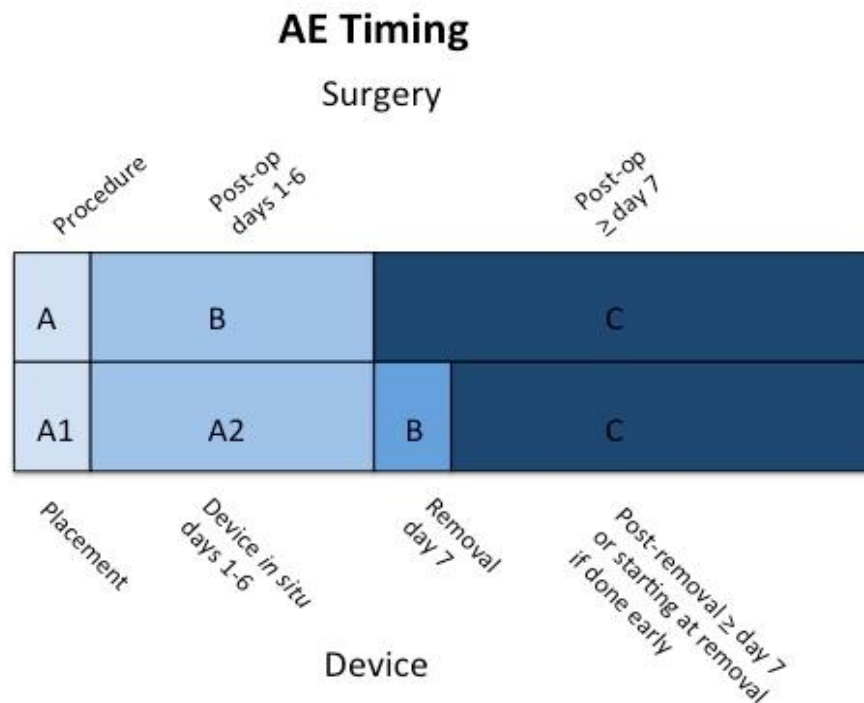 AE Timing
Surgery
Procedure
Post-op
days 1-6
Post-op
≥ day 7
A
B
C
A1
A2
B
C
Placement
Device in situ
days 1-6
Removal
day 7
Post-removal ≥ day 7
or starting at removal
if done early
Device